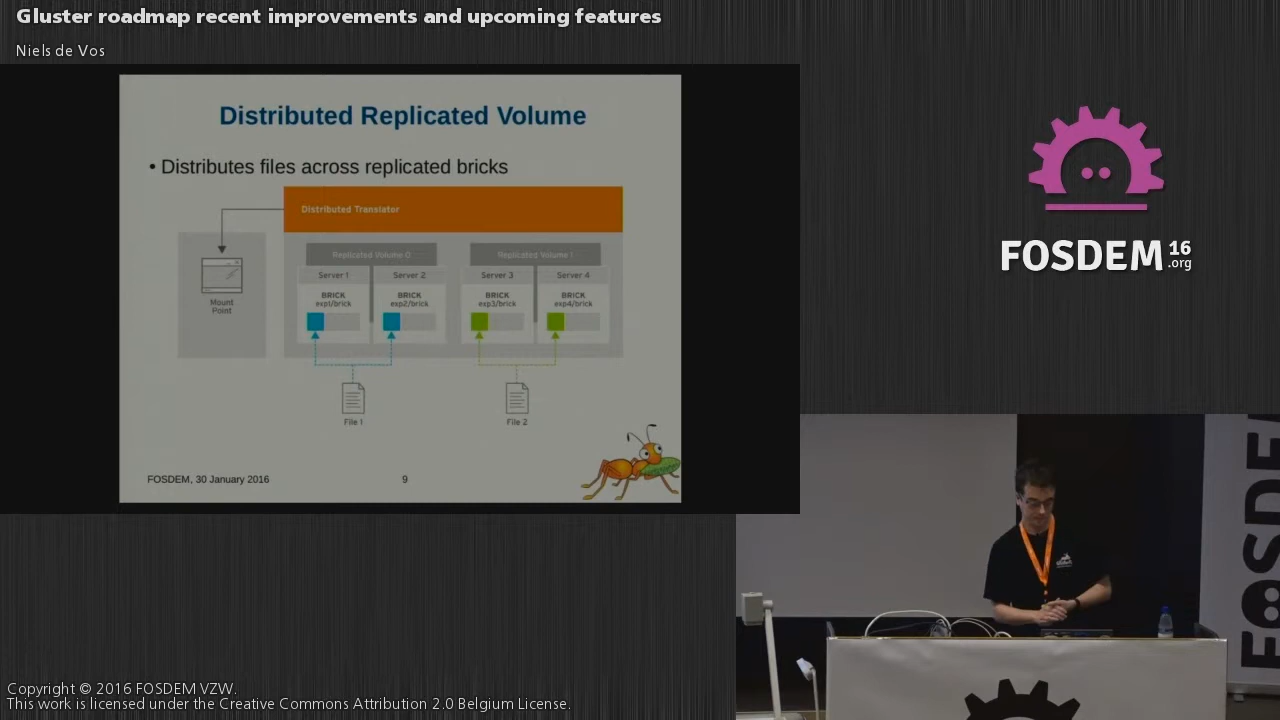 Gluster roadmap recent improvements and upcoming features
Niels de Vos
Distributed Replicated Volume
• Distributes files across replicated bricks
Distributed Translator
Replicated Volume 0
Replicated Volume 1
Server 1
Server 2
Server 3
Server 4
BRICK
exp1/brick
BRICK
exp2/brick
BRICK
exp3/brick
BRICK
exp4/brick
Mount
Point
File 1
File 2
FOSDEM, 30 January 2016
9
FOSDEM 16
.org
FOSDEM
Copyright © 2016 FOSDEM VZW.
This work is licensed under the Creative Commons Attribution 2.0 Belgium License.